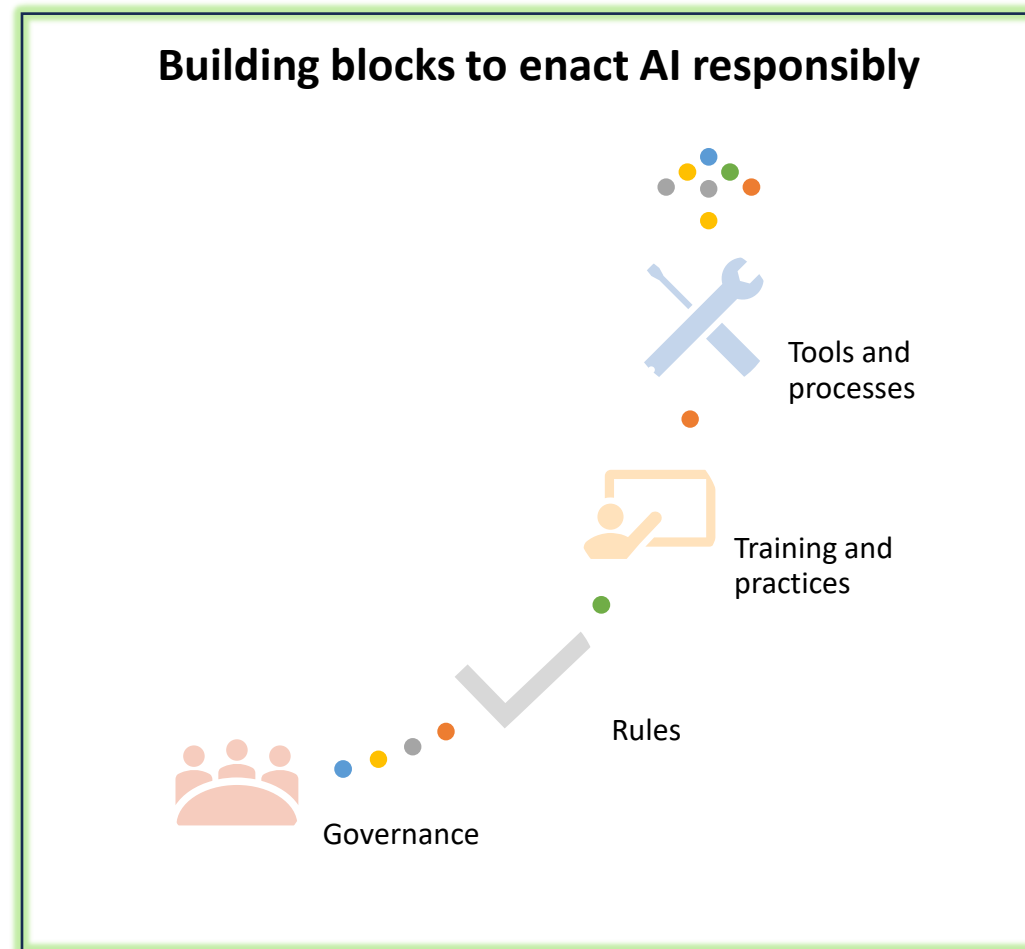 Building blocks to enact AI responsibly
Tools and
processes
Training and
practices
Rules
Governance